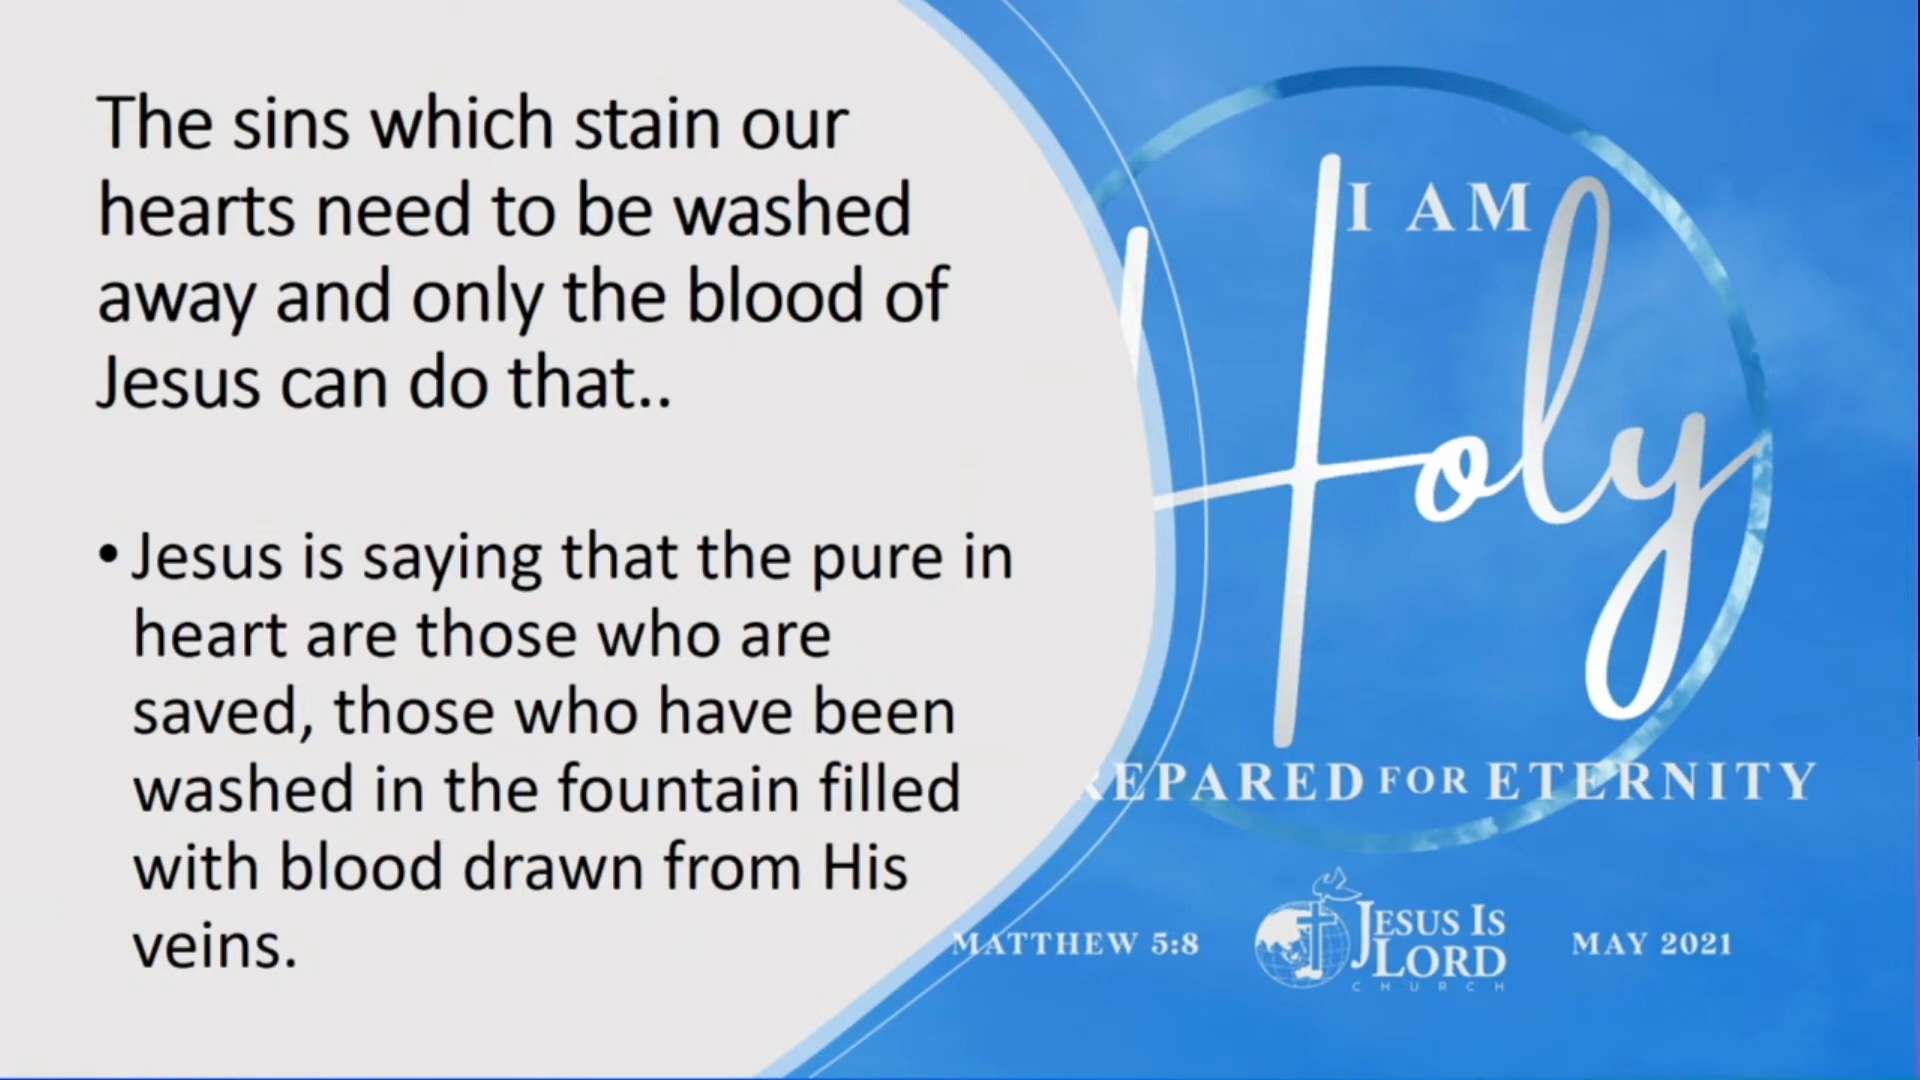 The sins which stain our
hearts need to be washed
away and only the blood of
Jesus can do that..
• Jesus is saying that the pure in
heart are those who are
saved, those who have been
washed in the fountain filled
with blood drawn from His
veins.
I AM
Holy
EPARED FOR ETERNITY
MATTHEW 5:8
JESUS IS
LORD
CHURCH
MAY 2021